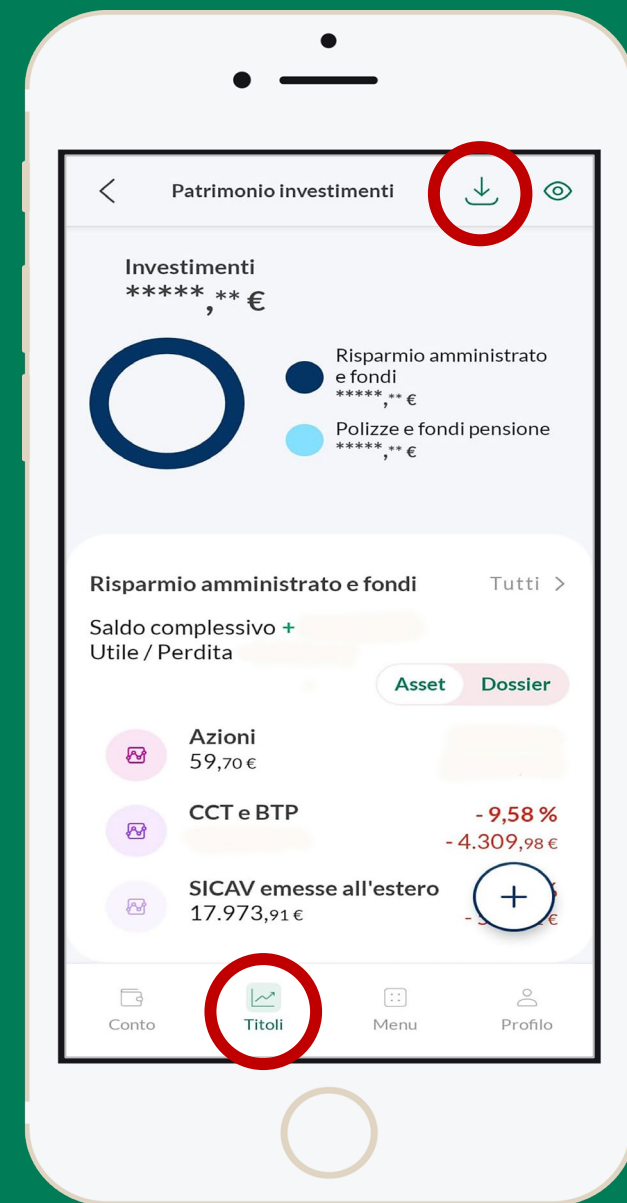 Patrimonio investimenti
Investimenti
*****,** €
Risparmio amministrato
e fondi
*****,** €
Polizze e fondi pensione
*****,** €
Risparmio amministrato e fondi
Tutti >
Saldo complessivo +
Utile / Perdita
Asset
Dossier
Azioni
59,70 €
CCT e BTP
- 9,58 %
- 4.309,98 €
SICAV emesse all'estero
17.973,91 €
Conto
Titoli
Menu
Profilo